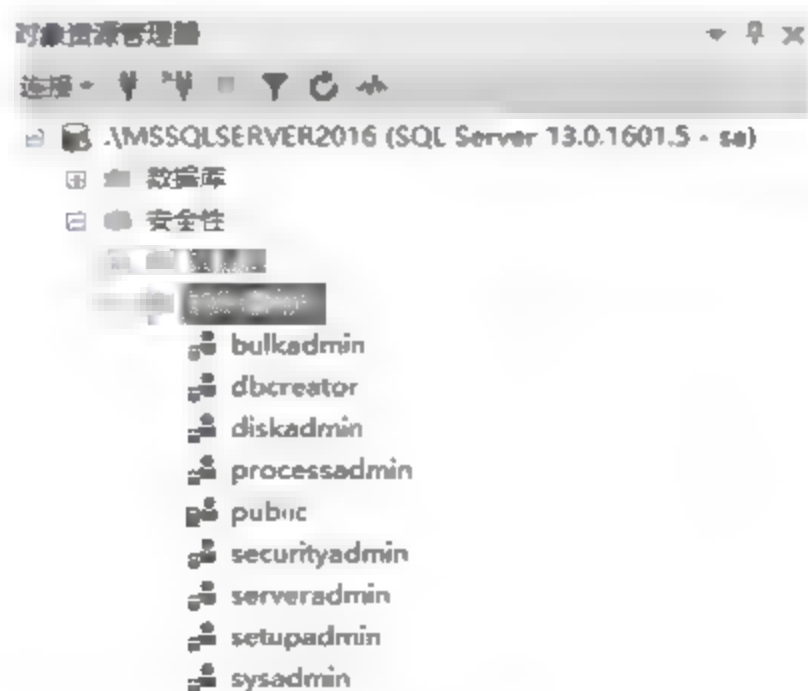 对象资源管理器
连接
.\MSSQLSERVER2016 (SQL Server 13.0.1601.5 - sa)
数据库
安全性
bulkadmin
dbcreator
diskadmin
processadmin
public
securityadmin
serveradmin
setupadmin
sysadmin